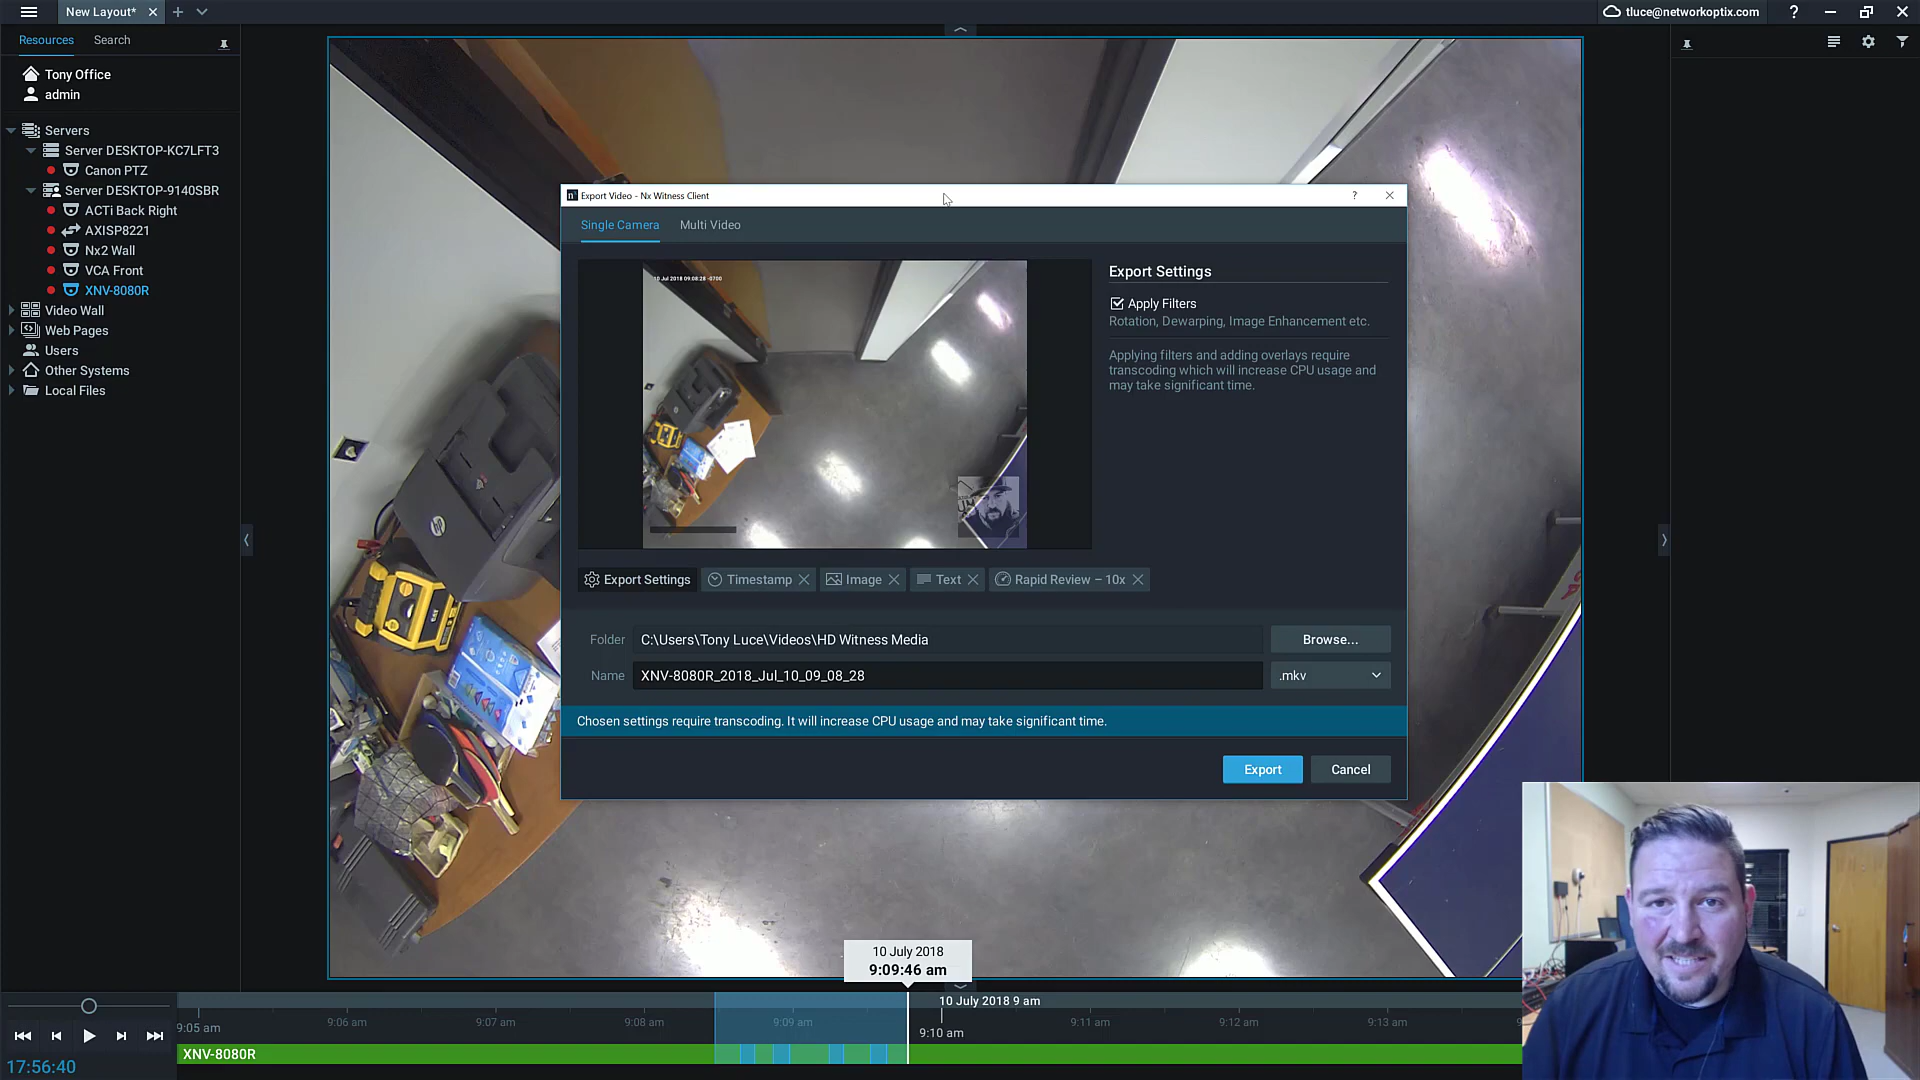 New Layout*
tluce@networkoptix.com
?
Resources
Search
Tony Office
admin
Servers
Server DESKTOP-KC7LFT3
Canon PTZ
Server DESKTOP-9140SBR
ACTi Back Right
AXISP8221
Nx2 Wall
VCA Front
XNV-8080R
Video Wall
Web Pages
Users
Other Systems
Local Files
Export Video - Nx Witness Client
?
Single Camera
Multi Video
10 Jul 2018 09:08:28 -0700
Export Settings
Apply Filters
Rotation, Dewarping, Image Enhancement etc.
Applying filters and adding overlays require
transcoding which will increase CPU usage and
may take significant time.
Export Settings
Timestamp
Image
Text
Rapid Review – 10x
Folder
C:\Users\Tony Luce\Videos\HD Witness Media
Browse...
Name
XNV-8080R_2018_Jul_10_09_08_28
.mkv
Chosen settings require transcoding. It will increase CPU usage and may take significant time.
Export
Cancel
hp
10 July 2018
9:09:46 am
10 July 2018 9 am
9:05 am
9:06 am
9:07 am
9:08 am
9:09 am
9:10 am
9:11 am
9:12 am
9:13 am
XNV-8080R
17:56:40